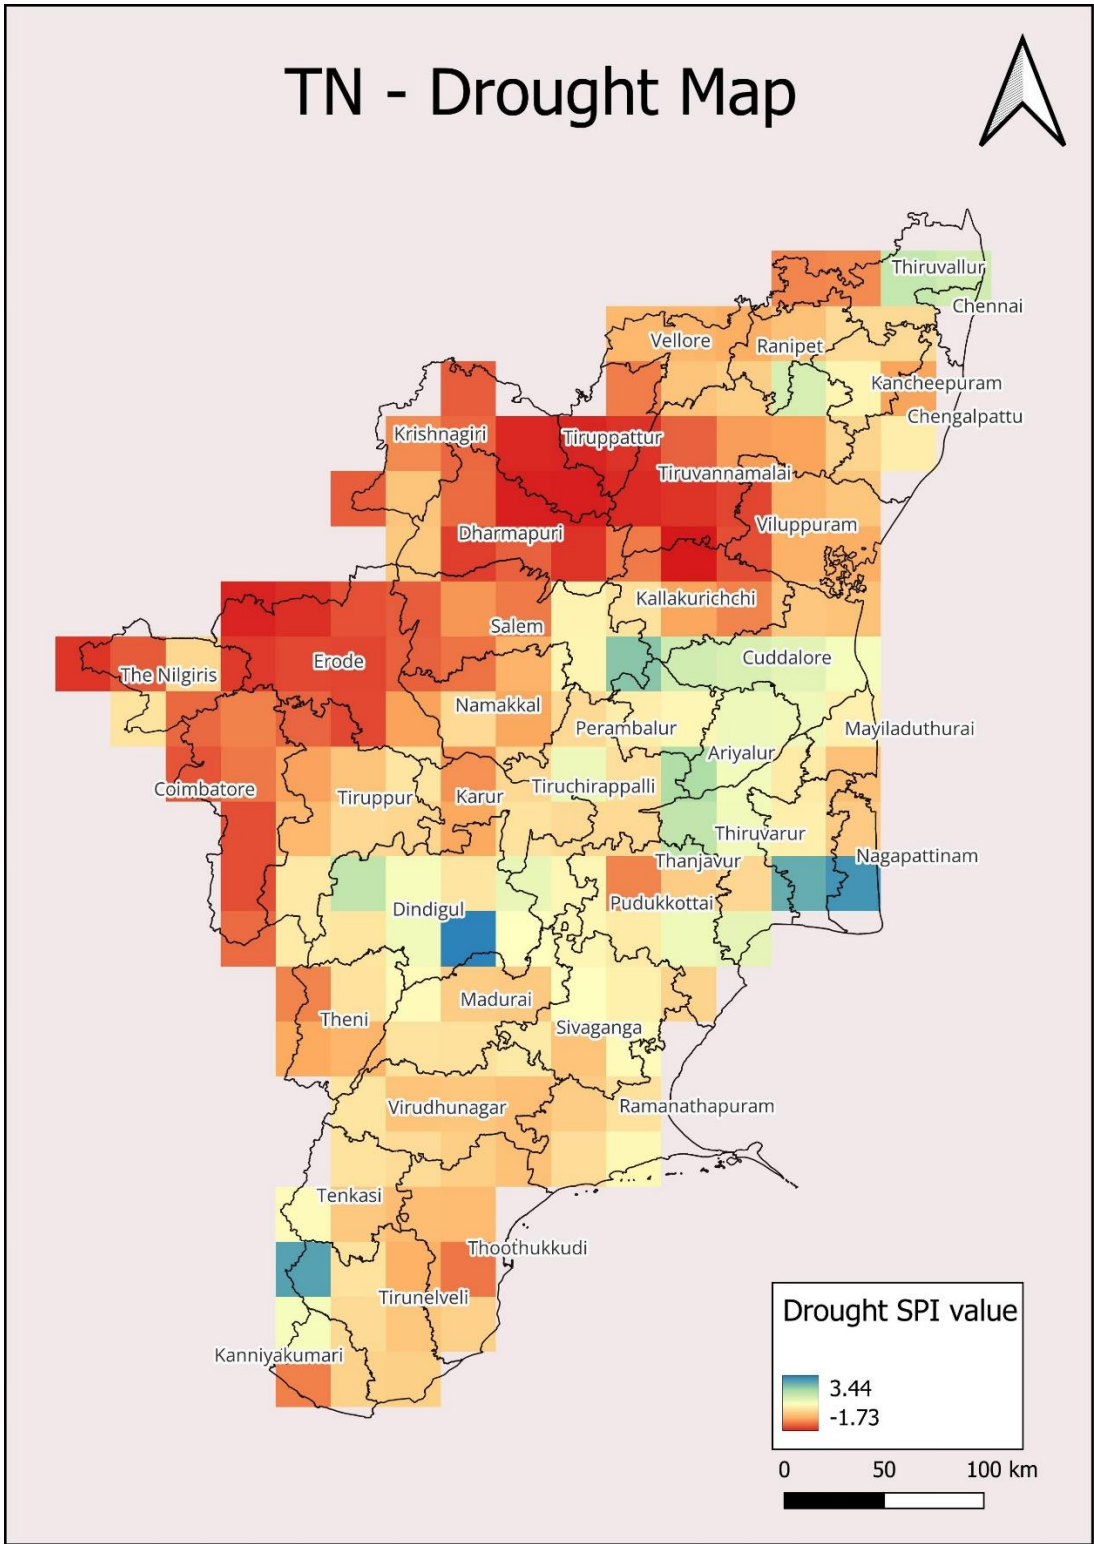 TN - Drought Map
Thiruvallur
Chennai
Vellore
Ranipet
Kancheepuram
Chengalpattu
Krishnagiri
Tiruppattur
Tiruvannamalai
Viluppuram
Dharmapuri
Kallakurichchi
Salem
Cuddalore
Erode
The Nilgiris
Namakkal
Perambalur
Mayiladuthurai
Ariyalur
Coimbatore
Tiruppur
Karur
Tiruchirappalli
Thiruvarur
Thanjavur
Nagapattinam
Dindigul
Pudukkottai
Madurai
Theni
Sivaganga
Virudhunagar
Ramanathapuram
Tenkasi
Thoothukkudi
Tirunelveli
Kanniyakumari
Drought SPI value
3.44
-1.73
0 50 100 km